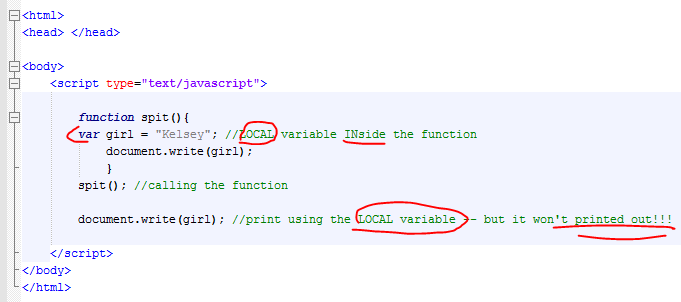 <html>
<head> </head>
<body>
<script type="text/javascript">
function spit(){
var girl = "Kelsey"; //LOCAL variable INside the function
document.write(girl);
}
spit(); //calling the function
document.write(girl); //print using the LOCAL variable -- but it won't printed out!!!
</script>
</body>
</html>